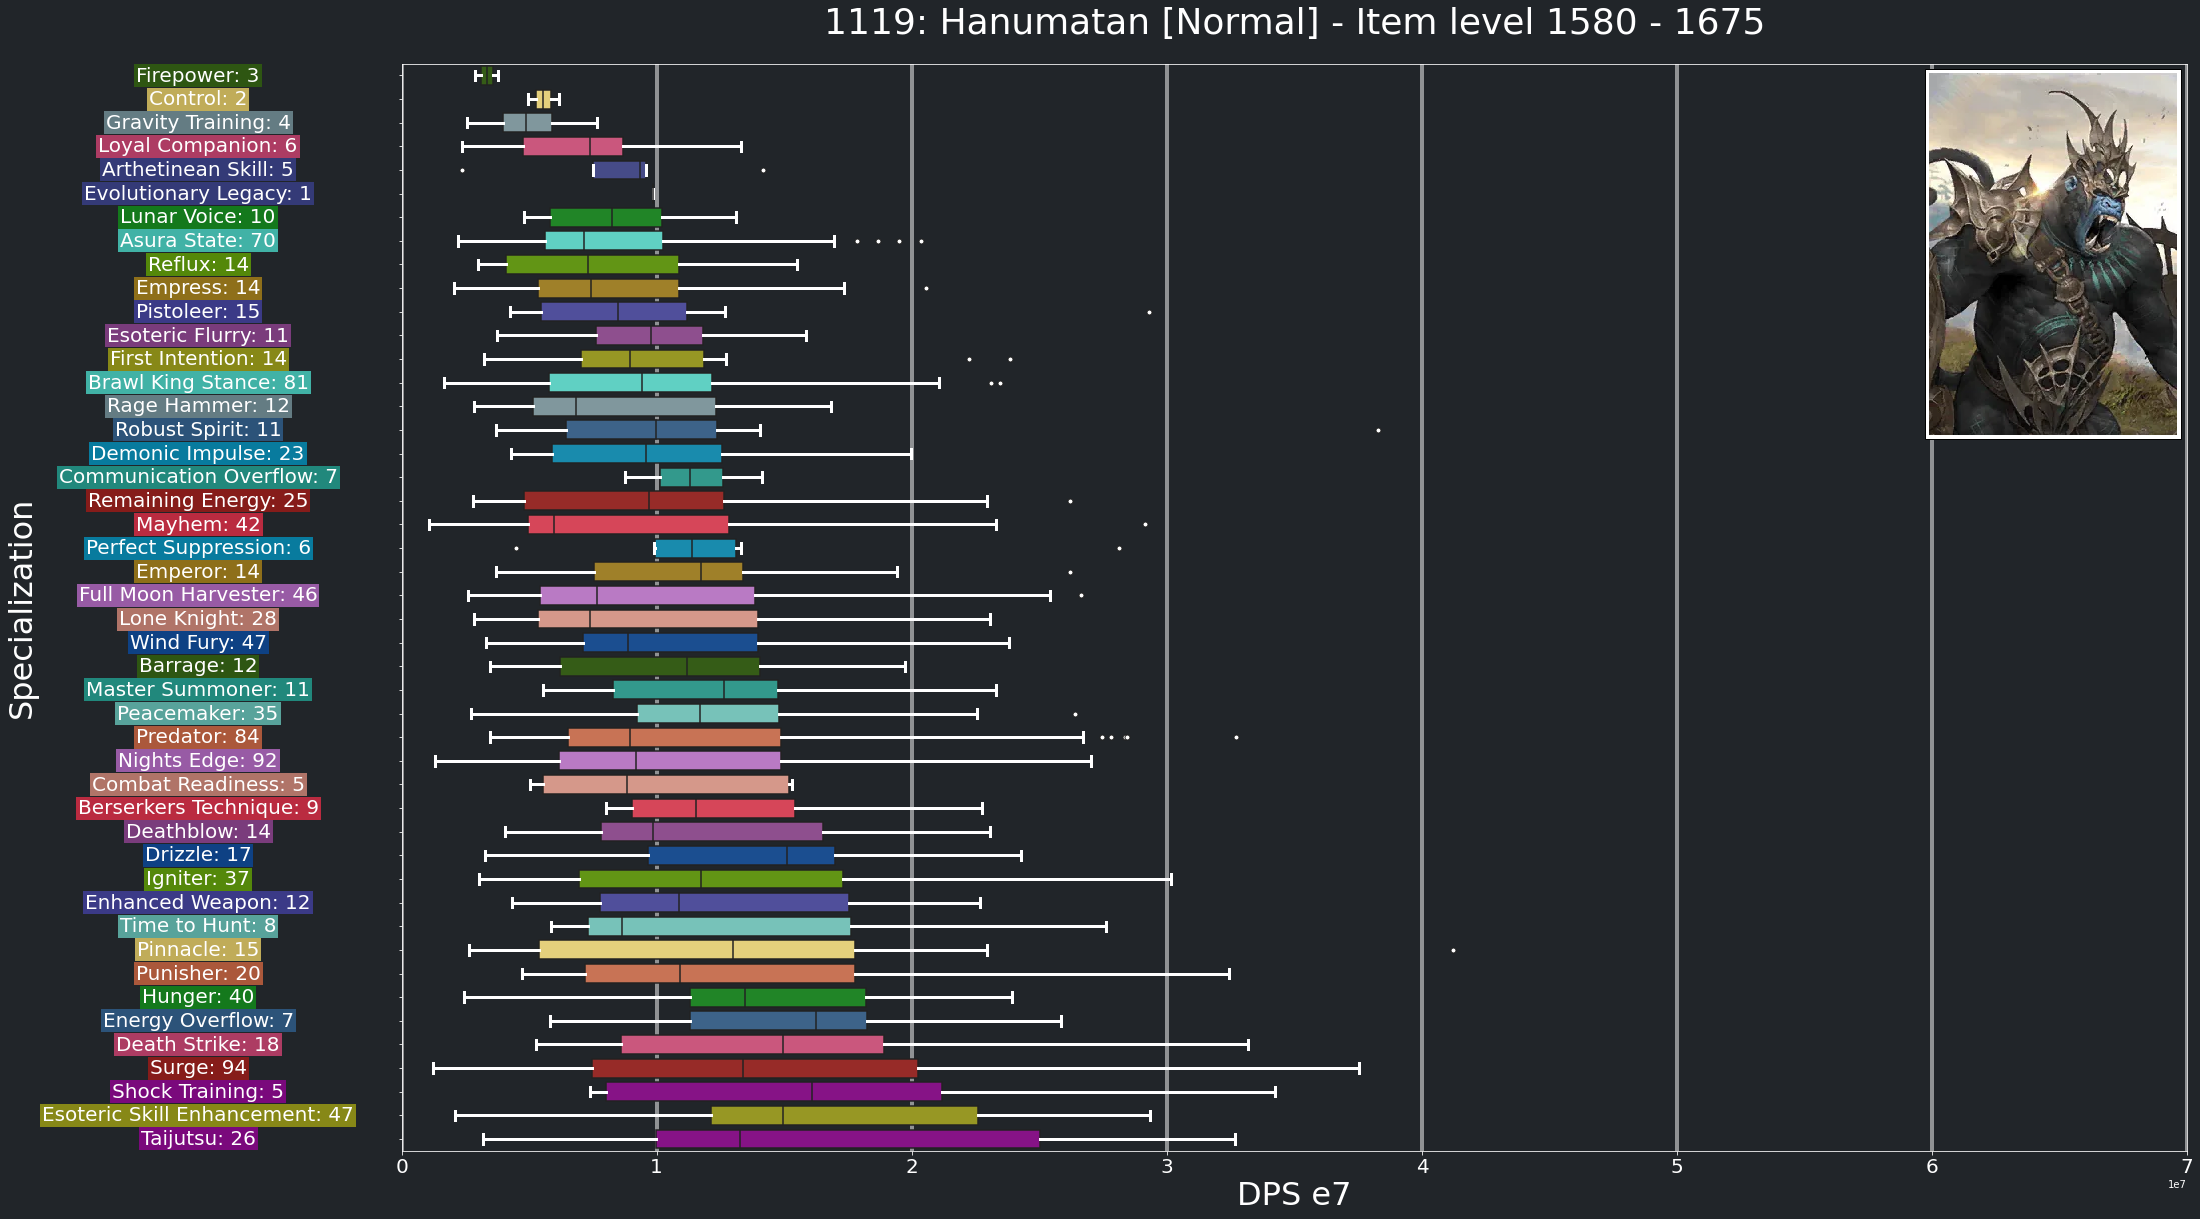 1119: Hanumatan [Normal] - Item level 1580 - 1675
Specialization
Firepower: 3
Control: 2
Gravity Training: 4
Loyal Companion: 6
Arthetinean Skill: 5
Evolutionary Legacy: 1
Lunar Voice: 10
Asura State: 70
Reflux: 14
Empress: 14
Pistoleer: 15
Esoteric Flurry: 11
First Intention: 14
Brawl King Stance: 81
Rage Hammer: 12
Robust Spirit: 11
Demonic Impulse: 23
Communication Overflow: 7
Remaining Energy: 25
Mayhem: 42
Perfect Suppression: 6
Emperor: 14
Full Moon Harvester: 46
Lone Knight: 28
Wind Fury: 47
Barrage: 12
Master Summoner: 11
Peacemaker: 35
Predator: 84
Nights Edge: 92
Combat Readiness: 5
Berserkers Technique: 9
Deathblow: 14
Drizzle: 17
Igniter: 37
Enhanced Weapon: 12
Time to Hunt: 8
Pinnacle: 15
Punisher: 20
Hunger: 40
Energy Overflow: 7
Death Strike: 18
Surge: 94
Shock Training: 5
Esoteric Skill Enhancement: 47
Taijutsu: 26
0 1 2 3 4 5 6 7
1e7
DPS e7